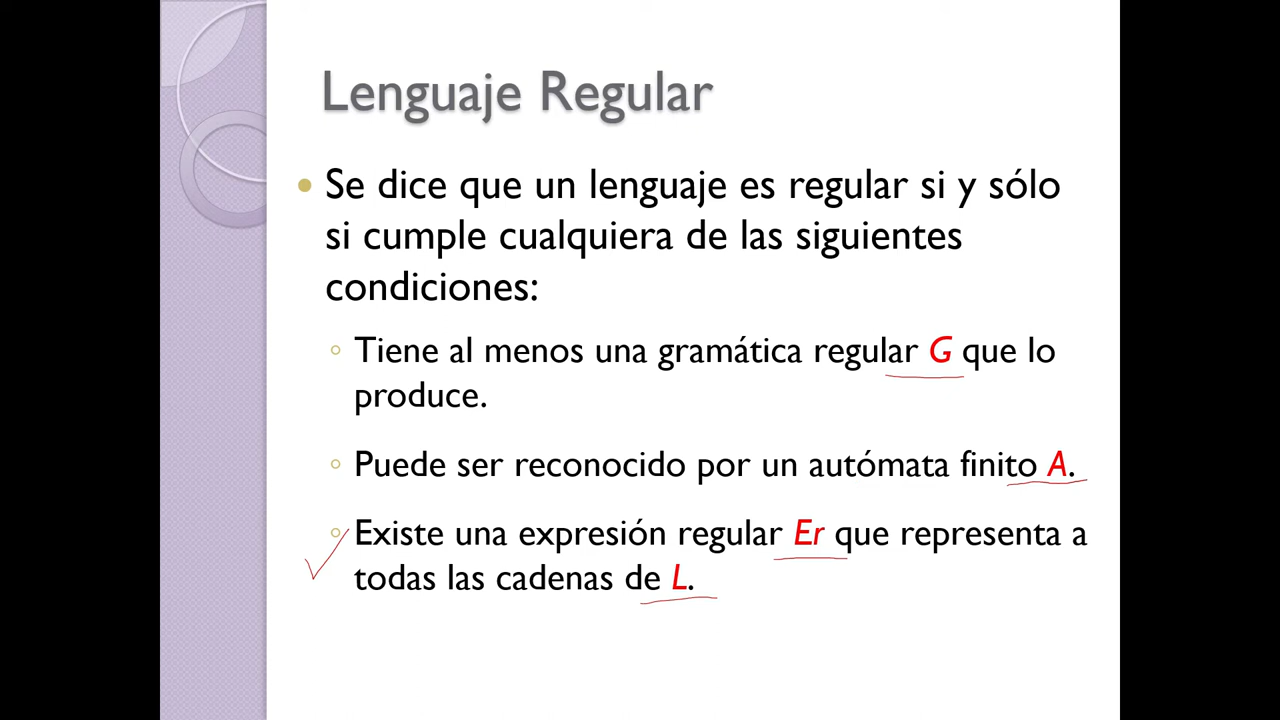 Lenguaje Regular
Se dice que un lenguaje es regular si y sólo
si cumple cualquiera de las siguientes
condiciones:
Tiene al menos una gramática regular G que lo
produce.
Puede ser reconocido por un autómata finito A.
Existe una expresión regular Er que representa a
todas las cadenas de L.